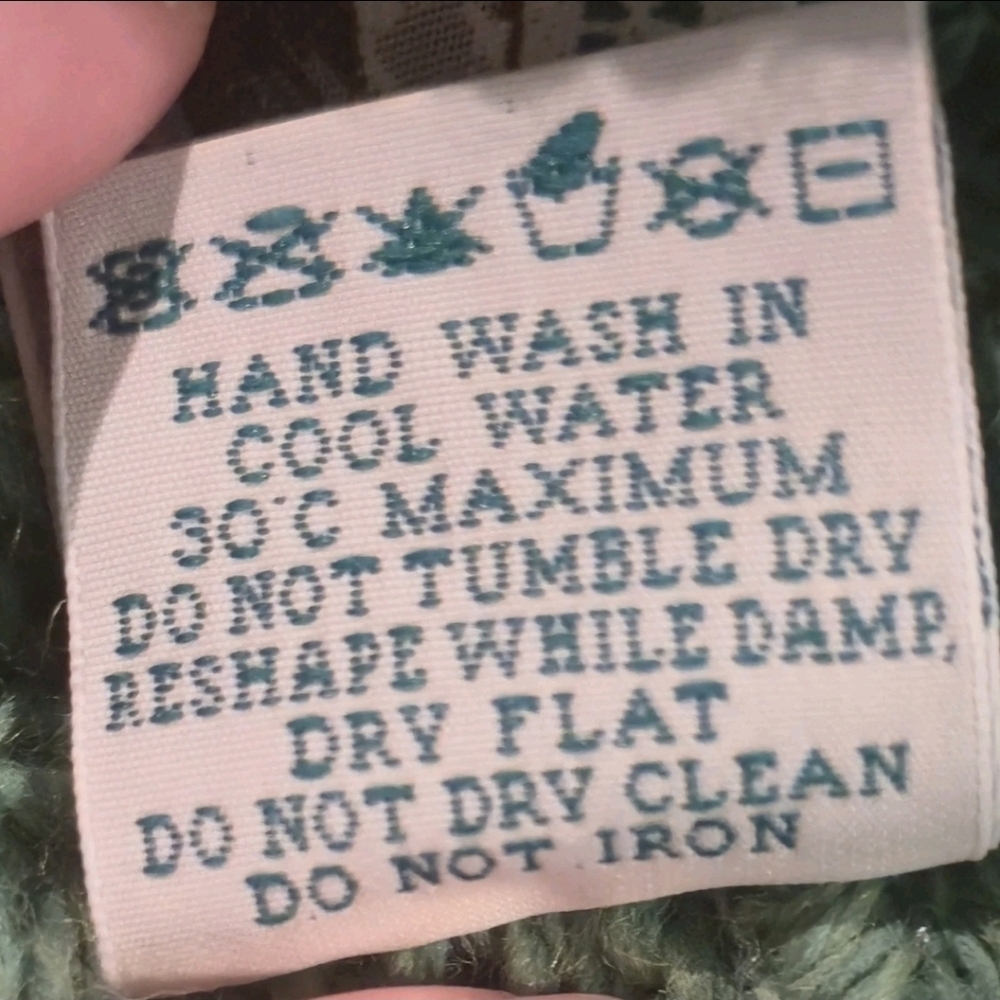 HAND WASH IN
COOL WATER
30°C MAXIMUM
DO NOT TUMBLE DRY
RESHAPE WHILE DAMP,
DRY FLAT
DO NOT DRY CLEAN
DO NOT IRON